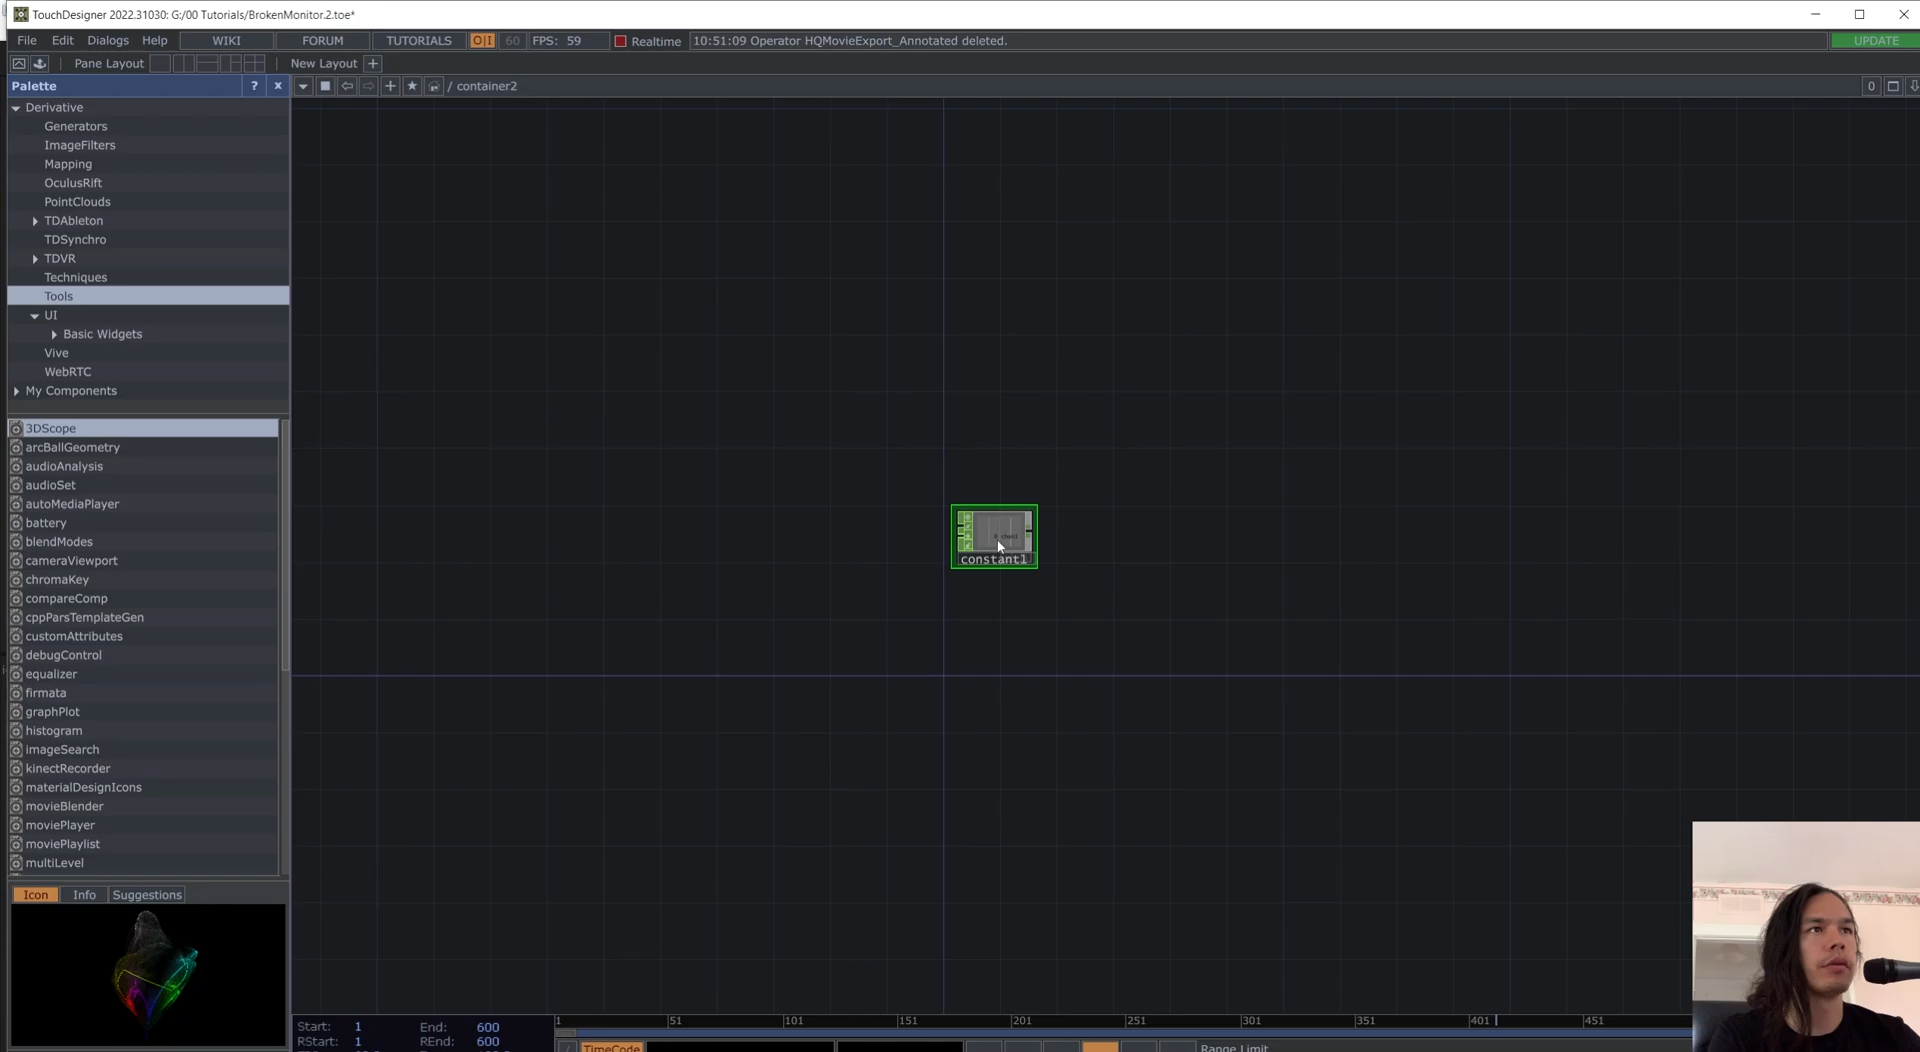 TouchDesigner 2022.31030: G:/00 Tutorials/BrokenMonitor.2.toe*
File Edit Dialogs Help WIKI FORUM TUTORIALS O|I 60 FPS: 59 Realtime 10:51:09 Operator HQMovieExport_Annotated deleted. UPDATE
Pane Layout New Layout +
Palette ? x / container2 0
Derivative
Generators
ImageFilters
Mapping
OculusRift
PointClouds
TDAbleton
TDSynchro
TDVR
Techniques
Tools
UI
Basic Widgets
Vive
WebRTC
My Components
3DScope
arcBallGeometry
audioAnalysis
audioSet
autoMediaPlayer
battery
blendModes
cameraViewport
chromaKey
compareComp
cppParsTemplateGen
customAttributes
debugControl
equalizer
firmata
graphPlot
histogram
imageSearch
kinectRecorder
materialDesignIcons
movieBlender
moviePlayer
moviePlaylist
multiLevel
constant1
Icon Info Suggestions
1 51 101 151 201 251 301 351 401 451
Start: 1 End: 600
RStart: 1 REnd: 600
TimeCode Range Limit